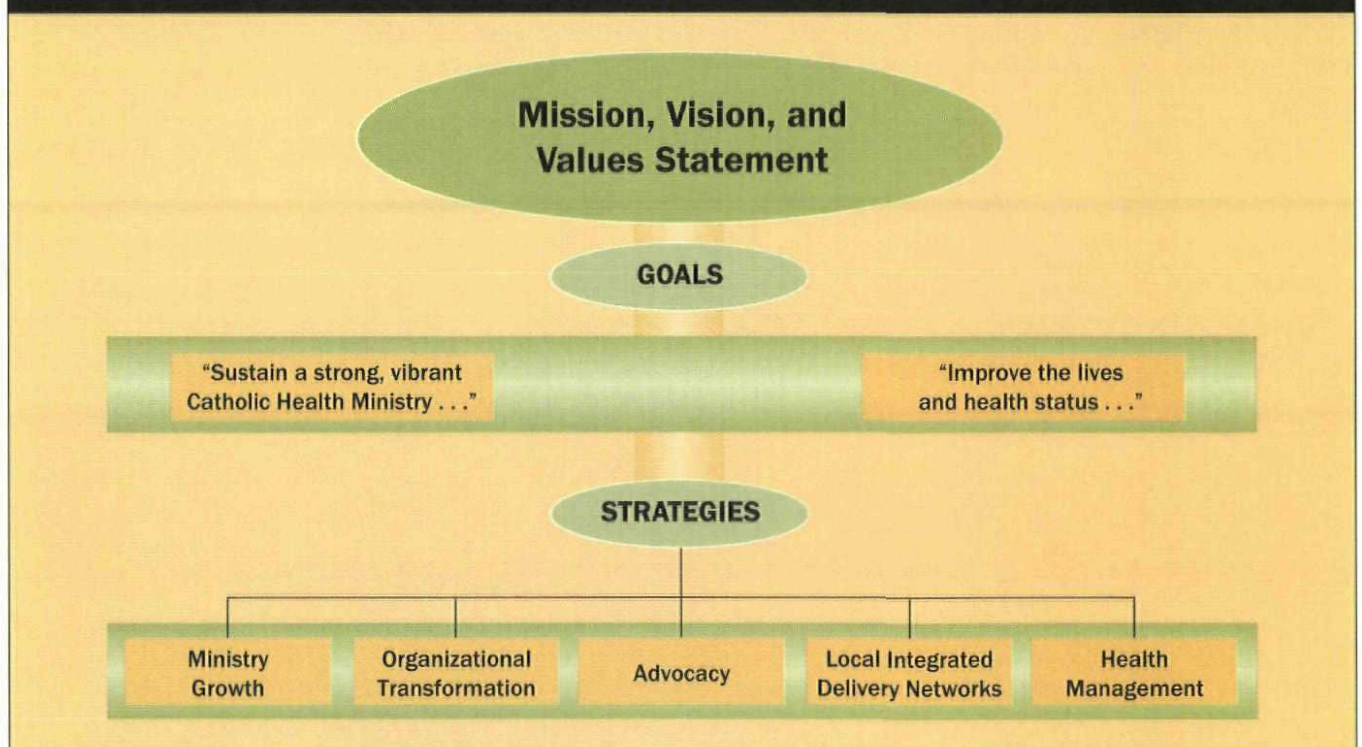 Mission, Vision, and
Values Statement
GOALS
"Sustain a strong, vibrant
Catholic Health Ministry . . ."
"Improve the lives
and health status . . ."
STRATEGIES
Ministry
Growth
Organizational
Transformation
Advocacy
Local Integrated
Delivery Networks
Health
Management